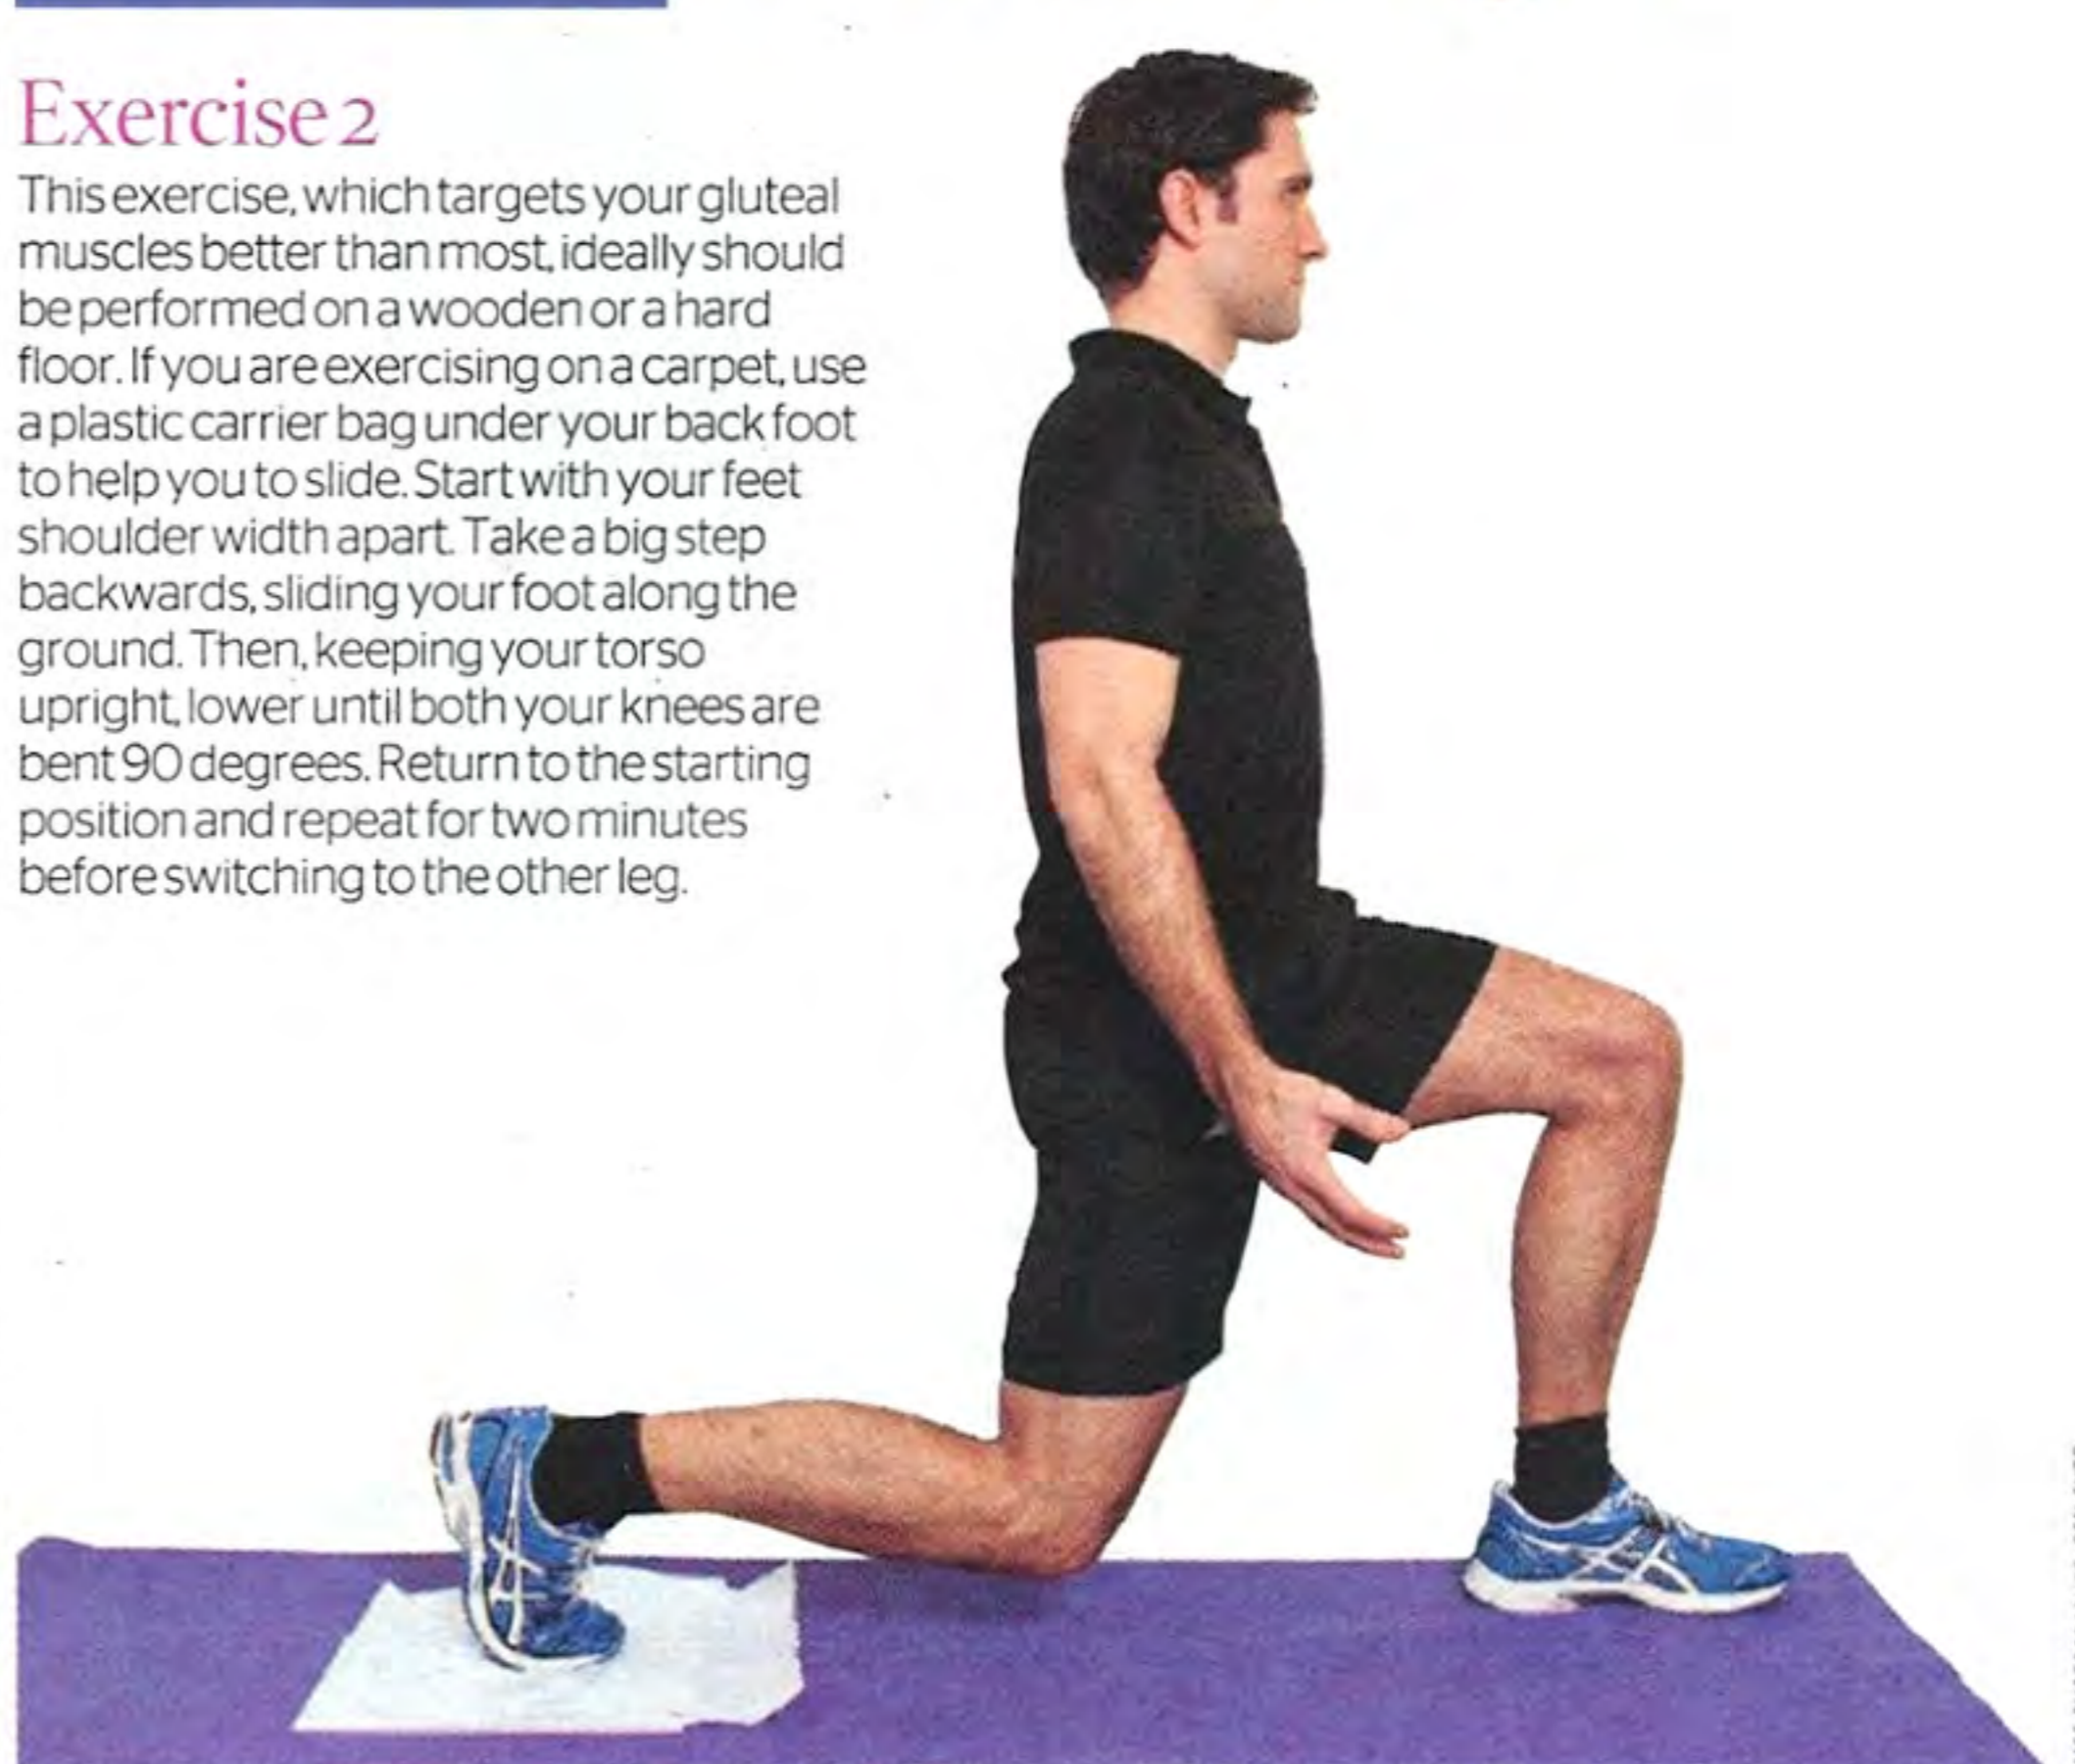 Exercise 2
This exercise, which targets your gluteal
muscles better than most, ideally should
be performed on a wooden or a hard
floor. If you are exercising on a carpet, use
a plastic carrier bag under your back foot
to help you to slide. Start with your feet
shoulder width apart. Take a big step
backwards, sliding your foot along the
ground. Then, keeping your torso
upright, lower until both your knees are
bent 90 degrees. Return to the starting
position and repeat for two minutes
before switching to the other leg.